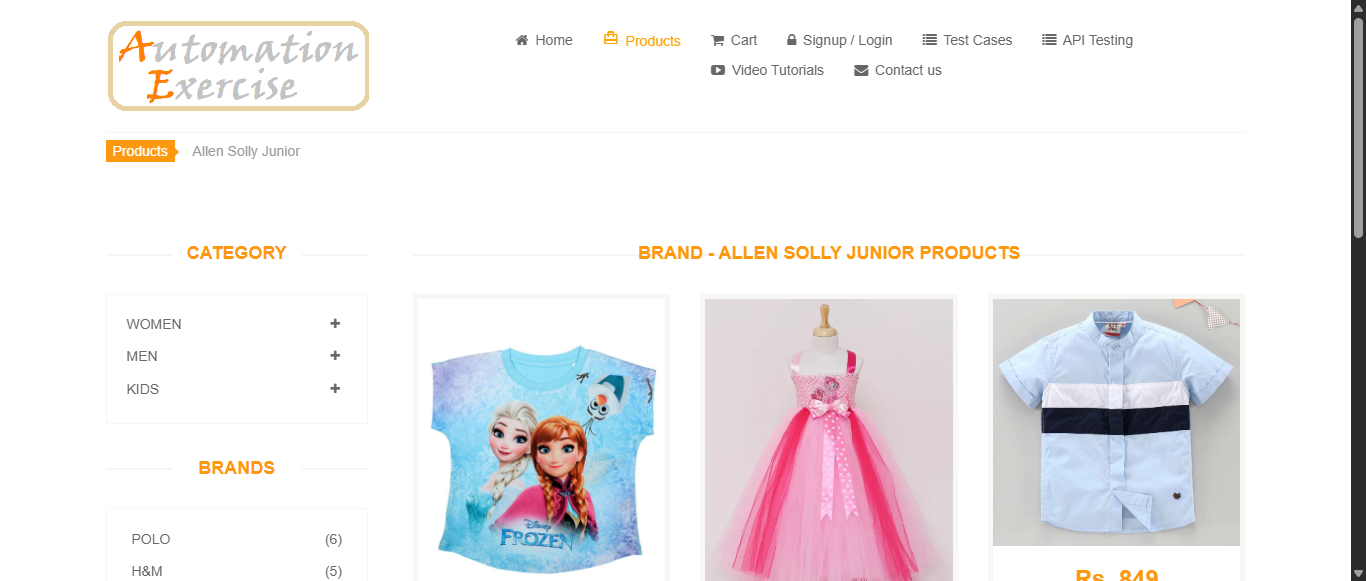 Automation
Exercise
Home
Products
Cart
Signup / Login
Test Cases
API Testing
Video Tutorials
Contact us
Products
Allen Solly Junior
CATEGORY
WOMEN
MEN
KIDS
BRANDS
POLO (6)
H&M (5)
BRAND - ALLEN SOLLY JUNIOR PRODUCTS
Disney
FROZEN
Rs. 849